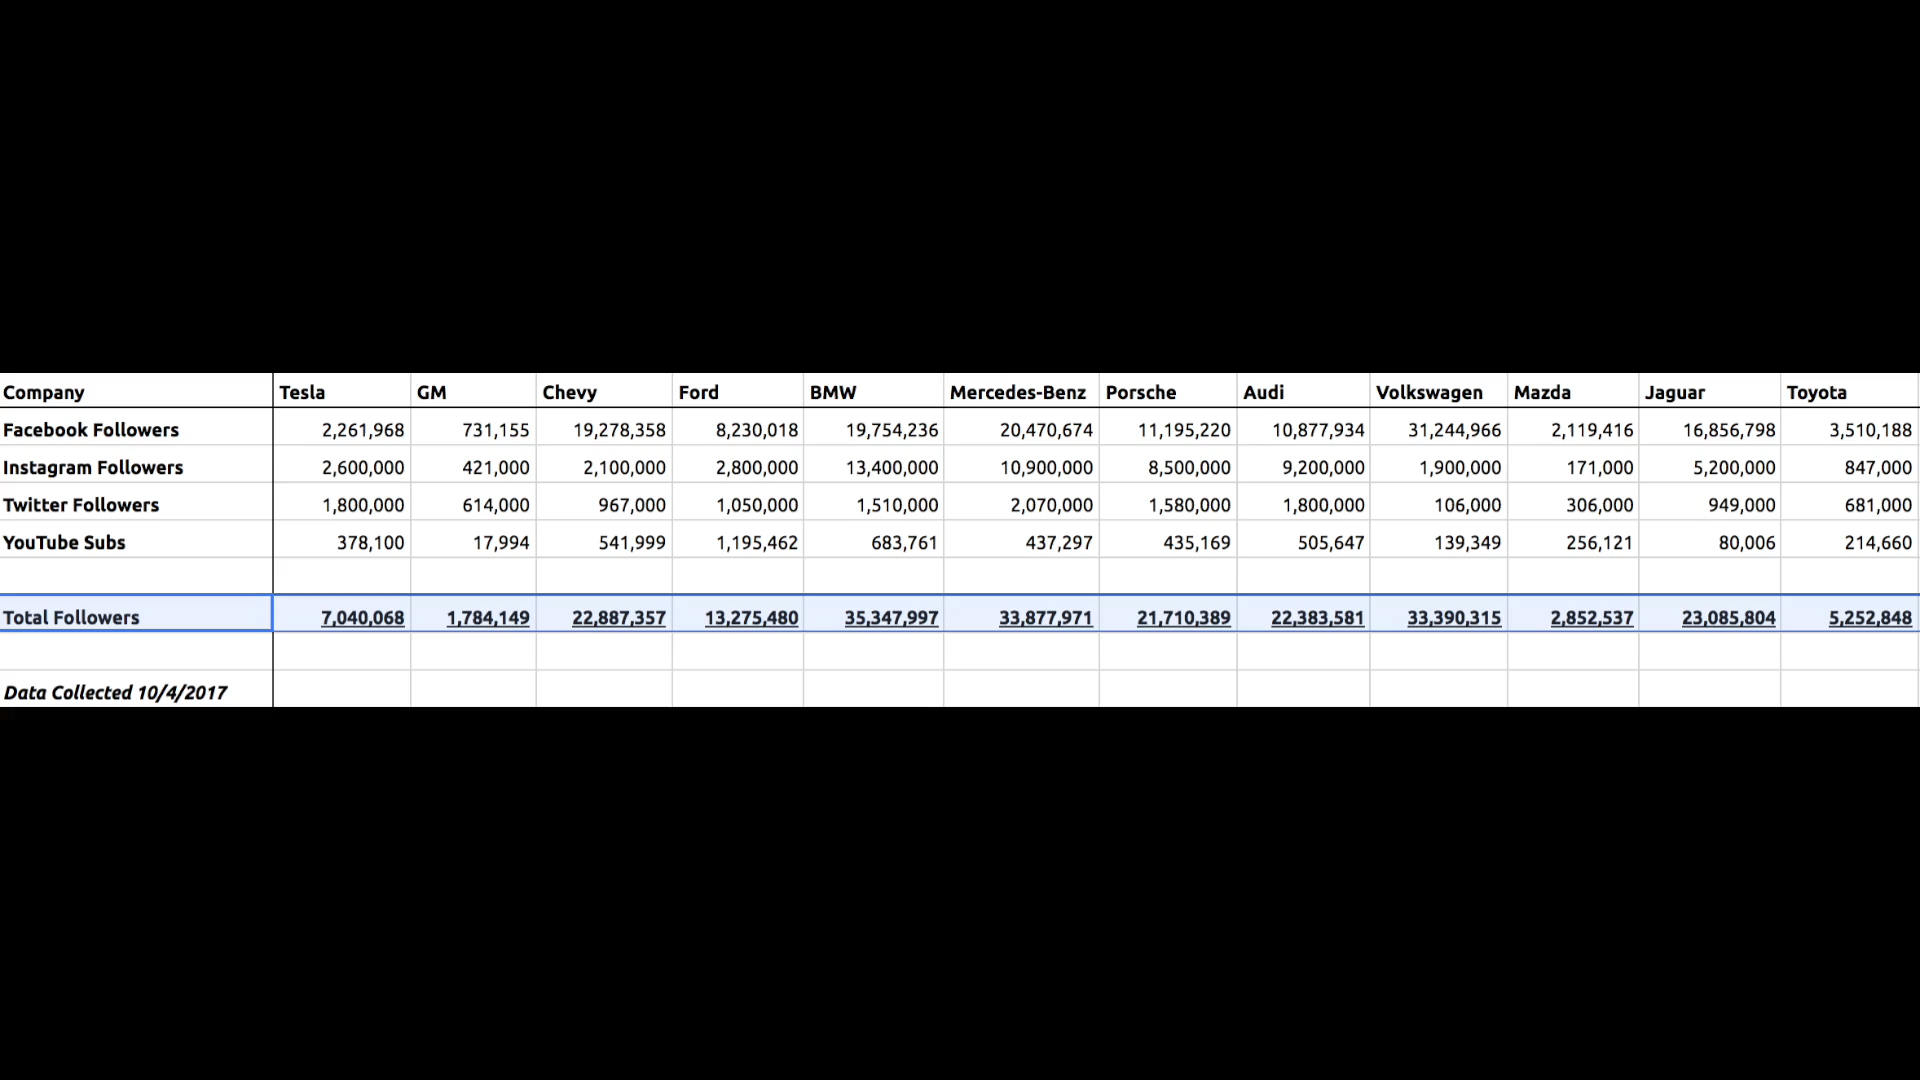 Company Tesla GM Chevy Ford BMW Mercedes-Benz Porsche Audi Volkswagen Mazda Jaguar Toyota
Facebook Followers 2,261,968 731,155 19,278,358 8,230,018 19,754,236 20,470,674 11,195,220 10,877,934 31,244,966 2,119,416 16,856,798 3,510,188
Instagram Followers 2,600,000 421,000 2,100,000 2,800,000 13,400,000 10,900,000 8,500,000 9,200,000 1,900,000 171,000 5,200,000 847,000
Twitter Followers 1,800,000 614,000 967,000 1,050,000 1,510,000 2,070,000 1,580,000 1,800,000 106,000 306,000 949,000 681,000
YouTube Subs 378,100 17,994 541,999 1,195,462 683,761 437,297 435,169 505,647 139,349 256,121 80,006 214,660
Total Followers 7,040,068 1,784,149 22,887,357 13,275,480 35,347,997 33,877,971 21,710,389 22,383,581 33,390,315 2,852,537 23,085,804 5,252,848
Data Collected 10/4/2017